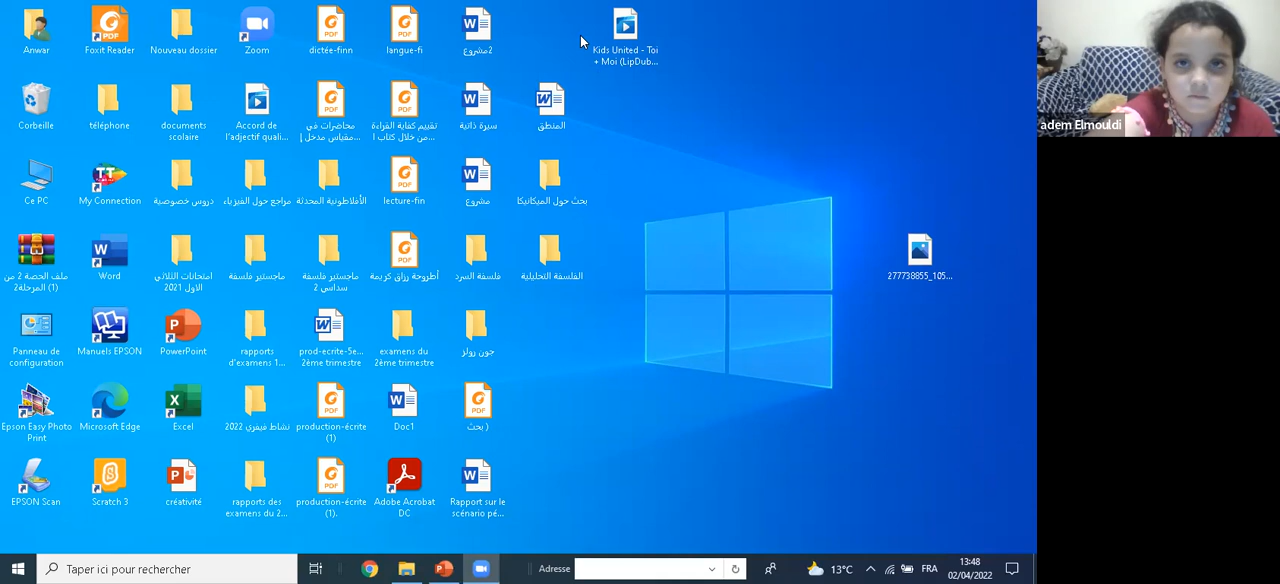 Anwar
Foxit Reader
Nouveau dossier
Zoom
dictée-finn
langue-fi
مشروع2
Kids United - Toi
+ Moi (LipDub...
Corbeille
téléphone
documents
scolaire
Accord de
l'adjectif quali...
محاضرات في
مقياس مدخل إ...
تقييم كفاية القراءة
من خلال كتاب ا...
سيرة ذاتية
المنطق
adem Elmouldi
Ce PC
My Connection
دروس خصوصية
مراجع حول الفيزياء
الأفلاطونية المحدثة
lecture-fin
مشروع
بحث حول الميكانيكا
ملف الحصة 2 من
المرحلة2 (1)
Word
امتحانات الثلاثي
الاول 2021
ماجستير فلسفة
ماجستير فلسفة
سداسي 2
أطروحة رزاق كريمة
فلسفة السرد
الفلسفة التحليلية
277738855_105...
Panneau de
configuration
Manuels EPSON
PowerPoint
rapports
d'examens 1...
prod-ecrite-5e...
2ème trimestre
examens du
2ème trimestre
جون رولز
Epson Easy Photo
Print
Microsoft Edge
Excel
نشاط فيفري 2022
production-écrite
(1)
Doc1
بحث )
EPSON Scan
Scratch 3
créativité
rapports des
examens du 2...
production-écrite
(1).
Adobe Acrobat
DC
Rapport sur le
scénario pé...
Taper ici pour rechercher
Adresse
13°C
FRA
13:48
02/04/2022